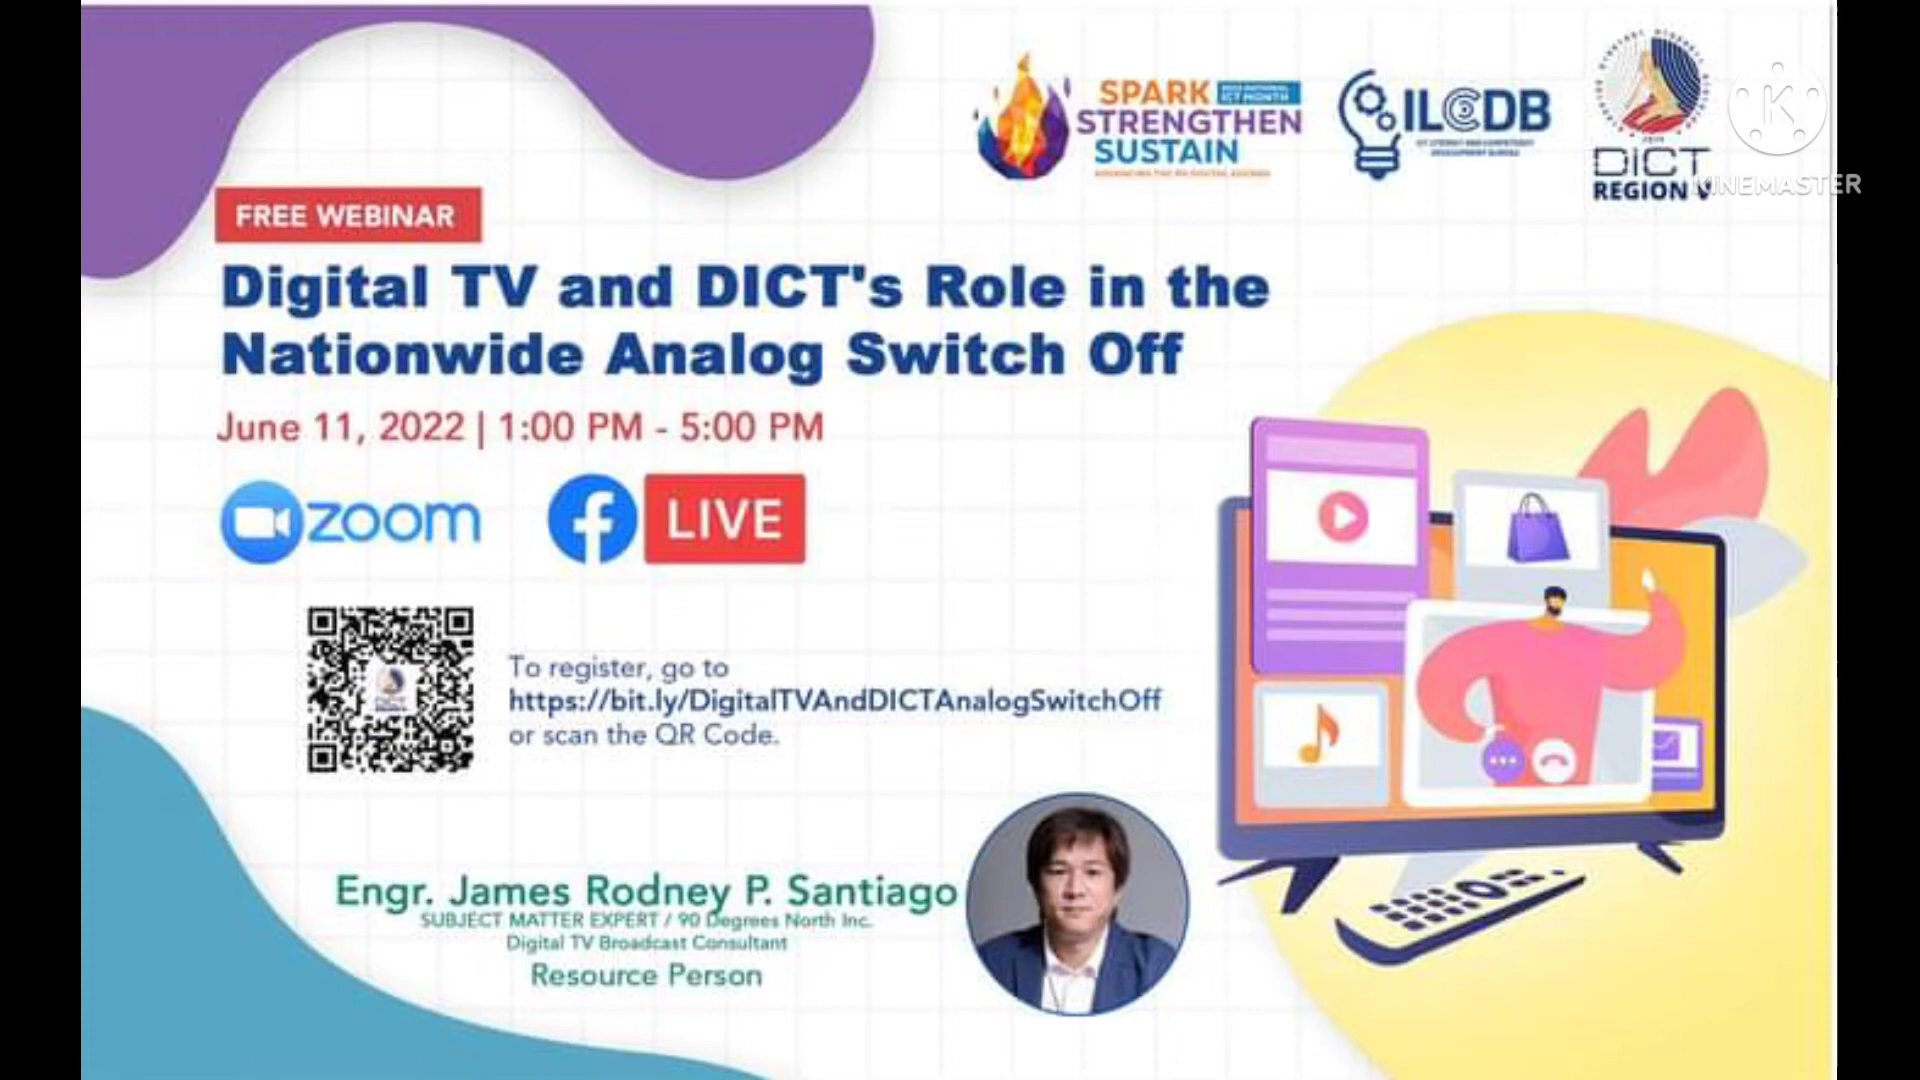 SPARK
STRENGTHEN
SUSTAIN
ILCDB
DICT
REGION V
KINEMASTER
FREE WEBINAR
Digital TV and DICT's Role in the
Nationwide Analog Switch Off
June 11, 2022 | 1:00 PM - 5:00 PM
zoom
LIVE
To register, go to
https://bit.ly/DigitalTVAndDICTAnalogSwitchOff
or scan the QR Code.
Engr. James Rodney P. Santiago
SUBJECT MATTER EXPERT / 90 Degrees North Inc.
Digital TV Broadcast Consultant
Resource Person